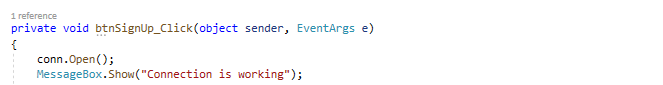 1 reference
private void btnSignUp_Click(object sender, EventArgs e)
{
    conn.Open();
    MessageBox.Show("Connection is working");